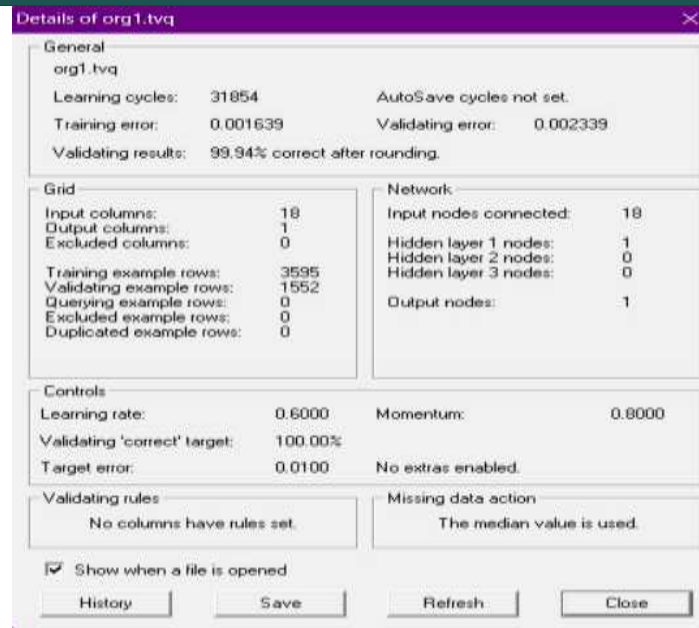 Details of org1.tvq
General
org1.tvq
Learning cycles: 31854 AutoSave cycles not set.
Training error: 0.001639 Validating error: 0.002339
Validating results: 99.94% correct after rounding.
Grid
Input columns: 18
Output columns: 1
Excluded columns: 0
Training example rows: 3595
Validating example rows: 1552
Querying example rows: 0
Excluded example rows: 0
Duplicated example rows: 0
Network
Input nodes connected: 18
Hidden layer 1 nodes: 1
Hidden layer 2 nodes: 0
Hidden layer 3 nodes: 0
Output nodes: 1
Controls
Learning rate: 0.6000 Momentum: 0.8000
Validating 'correct' target: 100.00%
Target error: 0.0100 No extras enabled.
Validating rules
No columns have rules set.
Missing data action
The median value is used.
Show when a file is opened
History Save Refresh Close